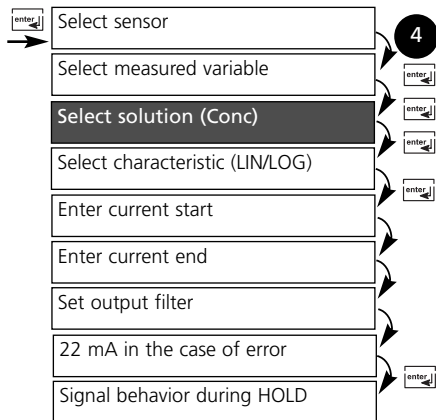 enter
Select sensor
4
Select measured variable
enter
enter
Select solution (Conc)
enter
Select characteristic (LIN/LOG)
enter
Enter current start
Enter current end
Set output filter
22 mA in the case of error
enter
Signal behavior during HOLD